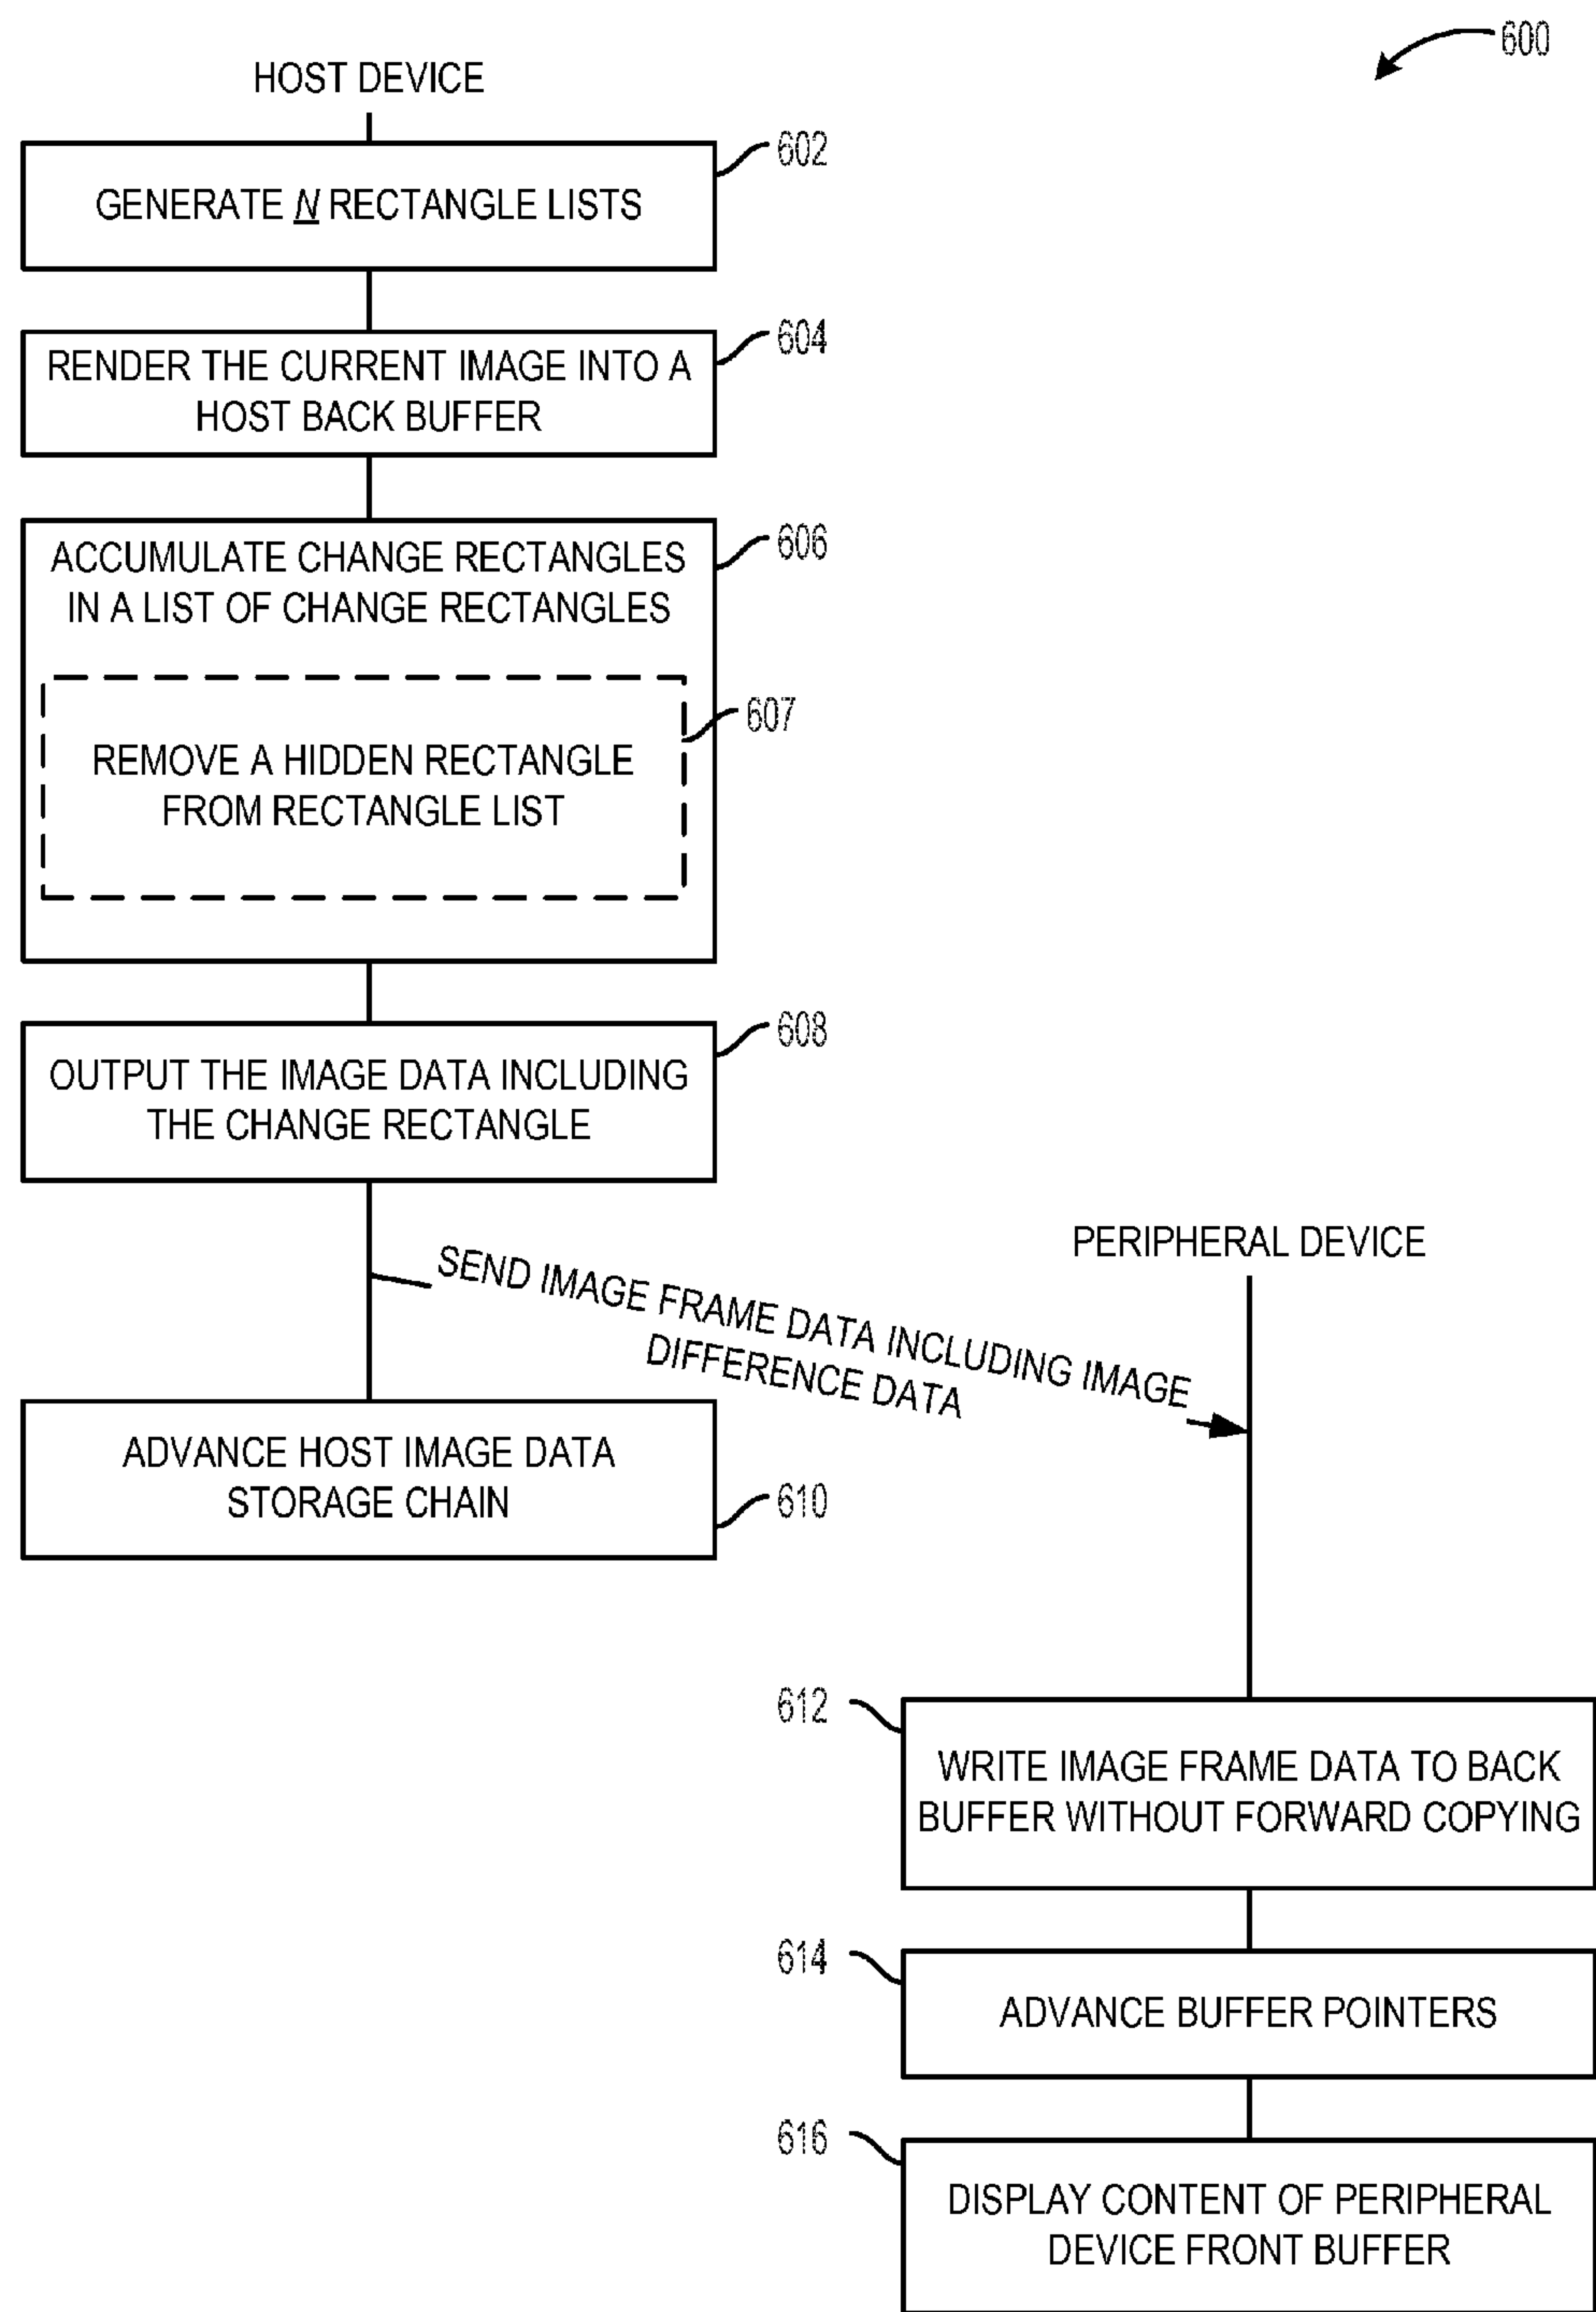 600
HOST DEVICE
602
GENERATE N RECTANGLE LISTS
604
RENDER THE CURRENT IMAGE INTO A
HOST BACK BUFFER
606
ACCUMULATE CHANGE RECTANGLES
IN A LIST OF CHANGE RECTANGLES
607
REMOVE A HIDDEN RECTANGLE
FROM RECTANGLE LIST
608
OUTPUT THE IMAGE DATA INCLUDING
THE CHANGE RECTANGLE
PERIPHERAL DEVICE
SEND IMAGE FRAME DATA INCLUDING IMAGE
DIFFERENCE DATA
ADVANCE HOST IMAGE DATA
STORAGE CHAIN
610
612
WRITE IMAGE FRAME DATA TO BACK
BUFFER WITHOUT FORWARD COPYING
614
ADVANCE BUFFER POINTERS
616
DISPLAY CONTENT OF PERIPHERAL
DEVICE FRONT BUFFER